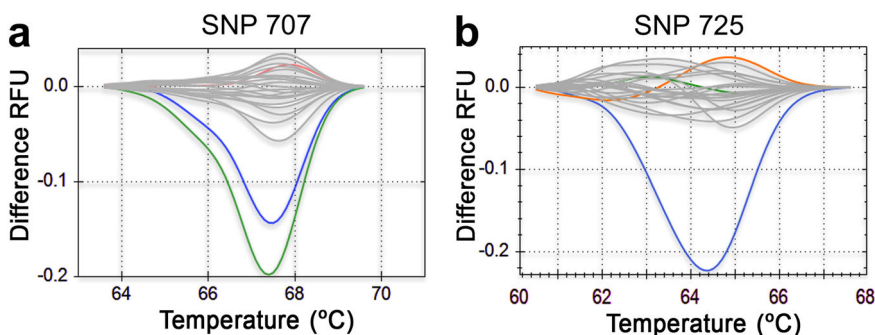 a
SNP 707
Difference RFU
0.0
-0.1
-0.2
64 66 68 70
Temperature (ºC)
b
SNP 725
Difference RFU
0.0
-0.1
-0.2
60 62 64 66 68
Temperature (ºC)